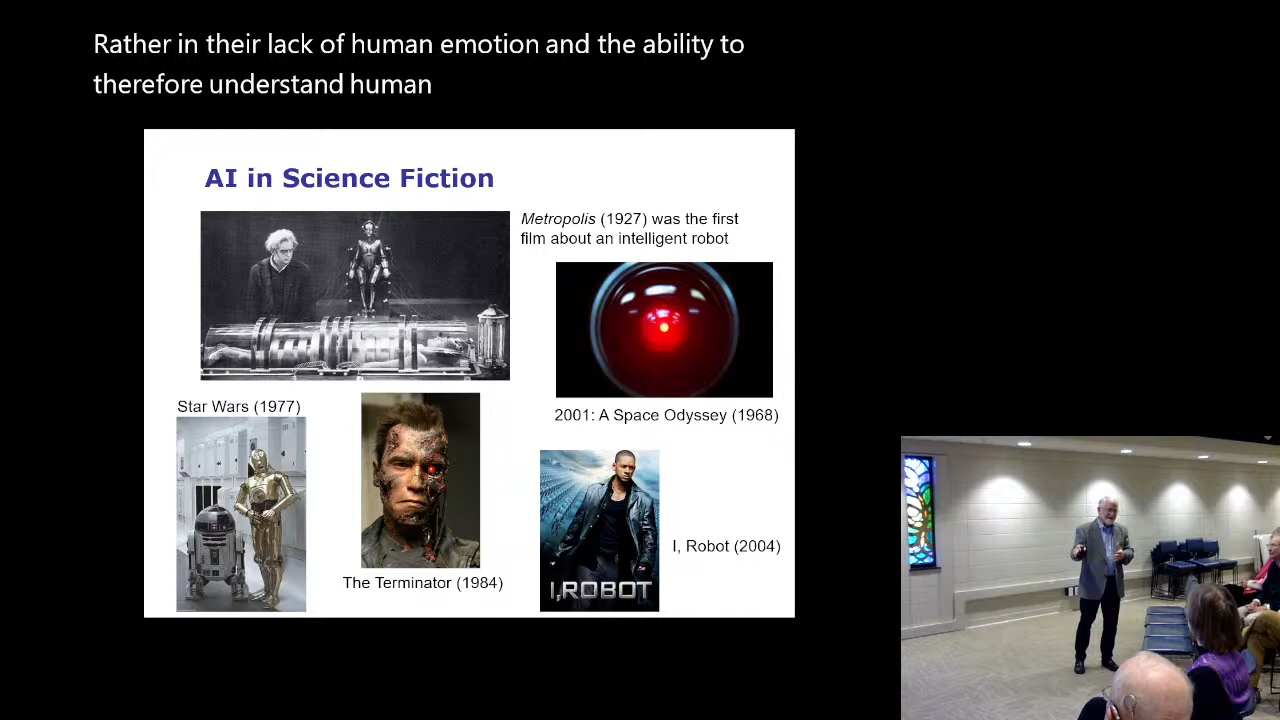 Rather in their lack of human emotion and the ability to
therefore understand human
AI in Science Fiction
Metropolis (1927) was the first
film about an intelligent robot
2001: A Space Odyssey (1968)
Star Wars (1977)
The Terminator (1984)
I,ROBOT
I, Robot (2004)